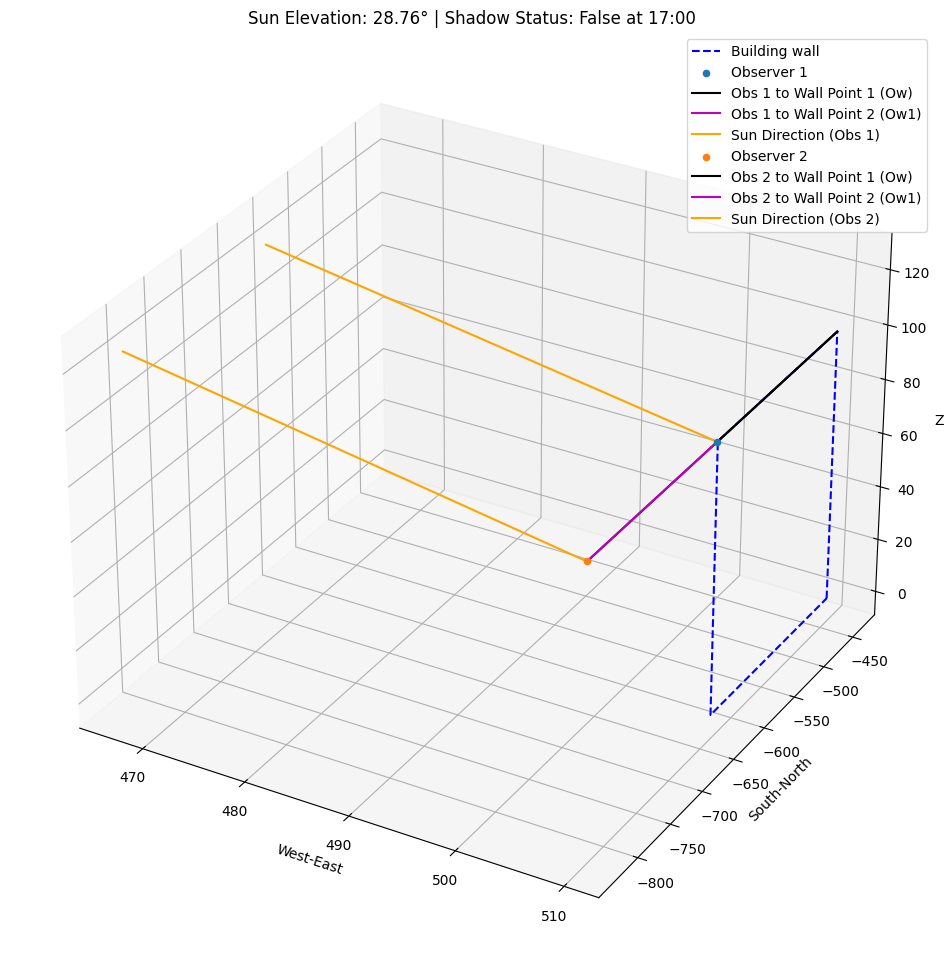 Sun Elevation: 28.76° | Shadow Status: False at 17:00
Building wall
Observer 1
Obs 1 to Wall Point 1 (Ow)
Obs 1 to Wall Point 2 (Ow1)
Sun Direction (Obs 1)
Observer 2
Obs 2 to Wall Point 1 (Ow)
Obs 2 to Wall Point 2 (Ow1)
Sun Direction (Obs 2)
120
100
80
60
40
20
0
Z
−450
−500
−550
−600
−650
−700
−750
−800
South-North
470
480
490
500
510
West-East